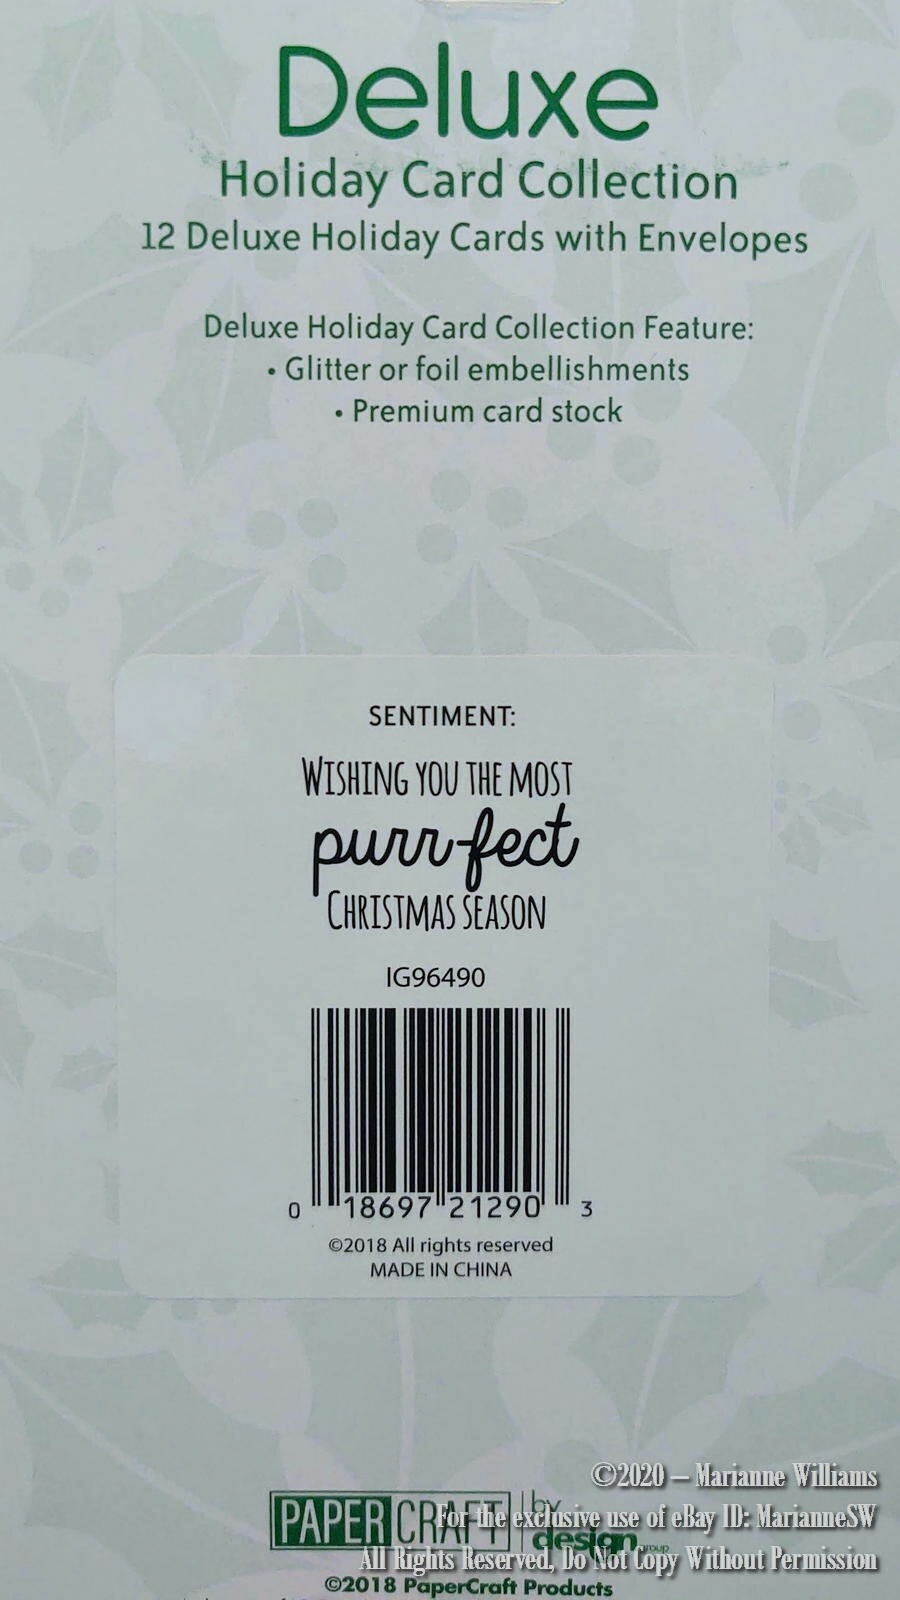 Deluxe
Holiday Card Collection
12 Deluxe Holiday Cards with Envelopes
Deluxe Holiday Card Collection Feature:
• Glitter or foil embellishments
• Premium card stock
SENTIMENT:
WISHING YOU THE MOST
purr-fect
CHRISTMAS SEASON
IG96490
0 18697 21290 3
©2018 All rights reserved
MADE IN CHINA
©2020 – Marianne Williams
PAPERCRAFT by
For the exclusive use of eBay ID: MarianneSW
design group
All Rights Reserved, Do Not Copy Without Permission
©2018 PaperCraft Products